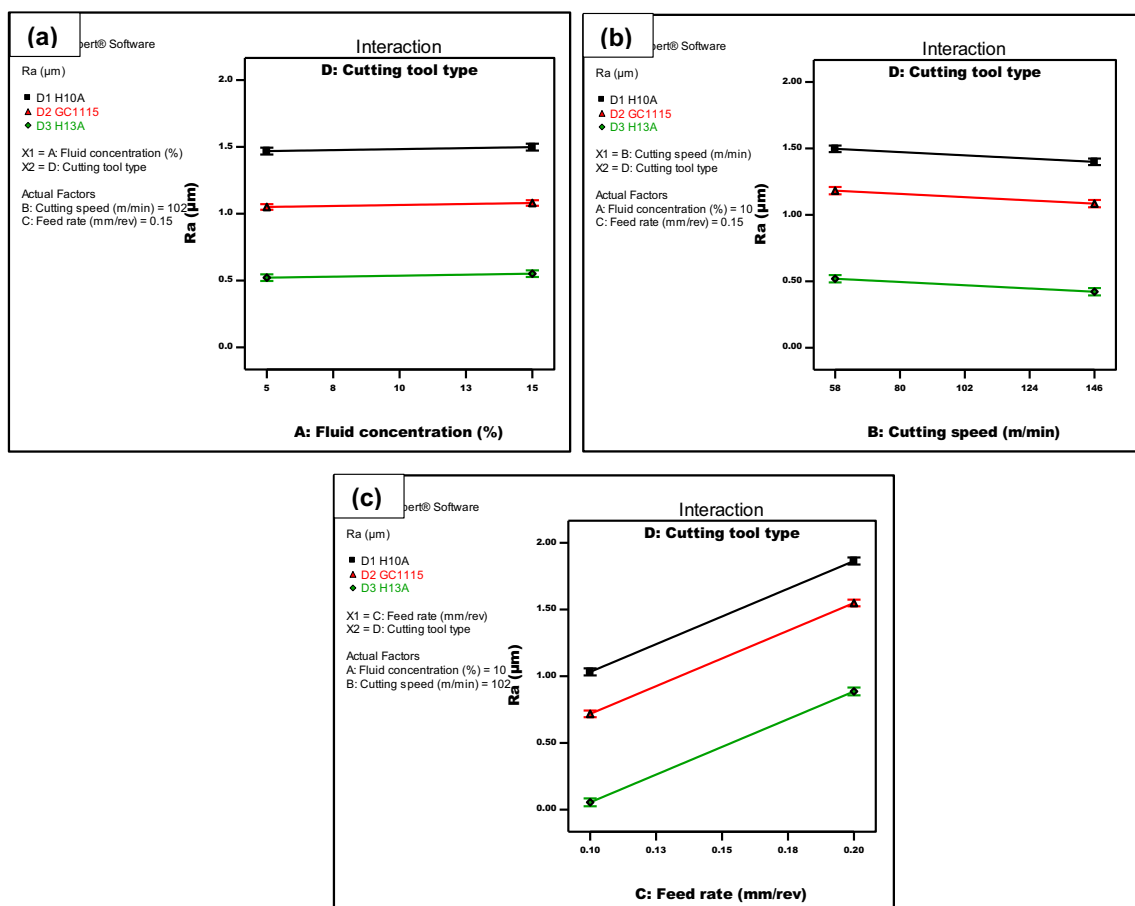 (a)
pert® Software
Interaction
D: Cutting tool type
Ra (µm)
D1 H10A
D2 GC1115
D3 H13A
X1 = A: Fluid concentration (%)
X2 = D: Cutting tool type
Actual Factors
B: Cutting speed (m/min) = 102
C: Feed rate (mm/rev) = 0.15
Ra (µm)
2.0
1.5
1.0
0.5
0.0
5
8
10
13
15
A: Fluid concentration (%)
(b)
pert® Software
Interaction
D: Cutting tool type
Ra (µm)
D1 H10A
D2 GC1115
D3 H13A
X1 = B: Cutting speed (m/min)
X2 = D: Cutting tool type
Actual Factors
A: Fluid concentration (%) = 10
C: Feed rate (mm/rev) = 0.15
Ra (µm)
2.00
1.50
1.00
0.50
0.00
58
80
102
124
146
B: Cutting speed (m/min)
(c)
pert® Software
Interaction
D: Cutting tool type
Ra (µm)
D1 H10A
D2 GC1115
D3 H13A
X1 = C: Feed rate (mm/rev)
X2 = D: Cutting tool type
Actual Factors
A: Fluid concentration (%) = 10
B: Cutting speed (m/min) = 102
Ra (µm)
2.00
1.50
1.00
0.50
0.00
0.10
0.13
0.15
0.18
0.20
C: Feed rate (mm/rev)